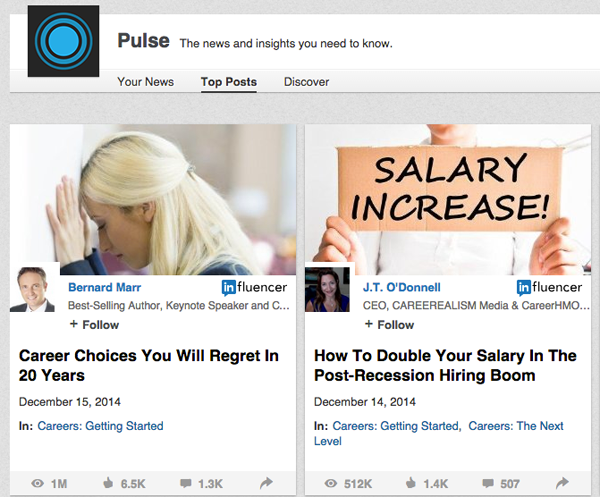 Pulse The news and insights you need to know.
Your News Top Posts Discover
SALARY
INCREASE!
Bernard Marr influencer
Best-Selling Author, Keynote Speaker and C...
+ Follow
Career Choices You Will Regret In
20 Years
December 15, 2014
In: Careers: Getting Started
1M 6.5K 1.3K
J.T. O'Donnell influencer
CEO, CAREEREALISM Media & CareerHMO...
+ Follow
How To Double Your Salary In The
Post-Recession Hiring Boom
December 14, 2014
In: Careers: Getting Started, Careers: The Next
Level
512K 1.4K 507